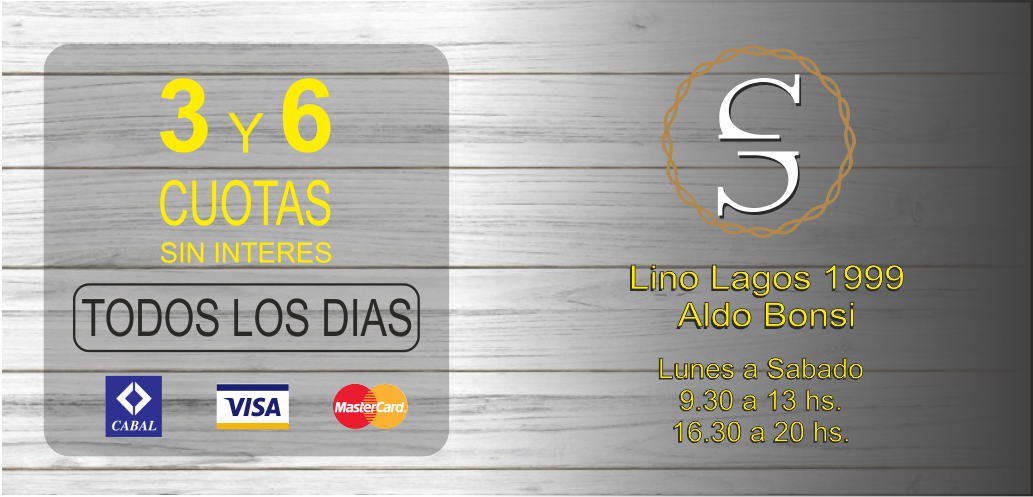 3 Y 6
CUOTAS
SIN INTERES
TODOS LOS DIAS
CABAL
VISA
MasterCard
S
Lino Lagos 1999
Aldo Bonsi
Lunes a Sabado
9.30 a 13 hs.
16.30 a 20 hs.